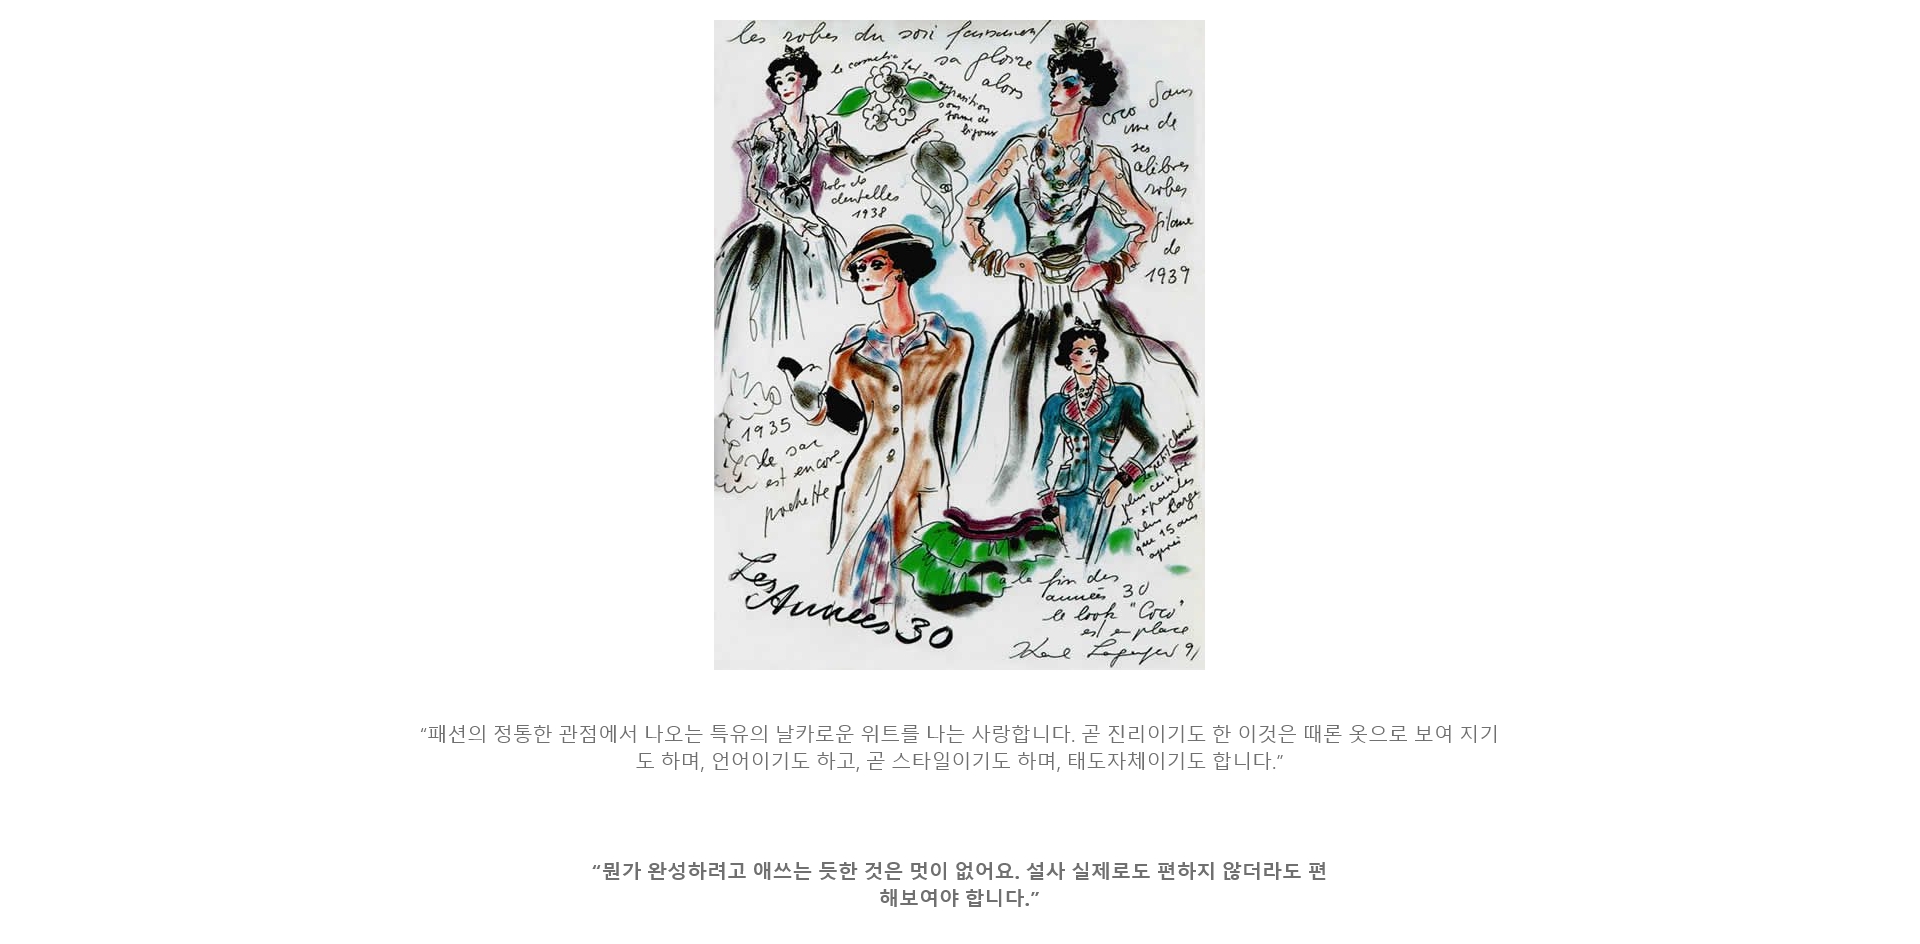 les robes du soir
sa gloire
alors
le camelia fait son apparition
sous
forme de
bijoux
Coco dans
une de
ses
célèbres
robes
"gitane
de
1939
robe de
dentelles
1938
1935
le sac
est encore
pochette
le petit Chanel
plus cintré
et épaules
plus large
que 15 ans
après
Les
Années 30
a la fin des
années 30
le look "Coco"
est en place
Karl Lagerfeld 91
“패션의 정통한 관점에서 나오는 특유의 날카로운 위트를 나는 사랑합니다. 곧 진리이기도 한 이것은 때론 옷으로 보여 지기
도 하며, 언어이기도 하고, 곧 스타일이기도 하며, 태도자체이기도 합니다.”
“뭔가 완성하려고 애쓰는 듯한 것은 멋이 없어요. 설사 실제로도 편하지 않더라도 편
해보여야 합니다.”